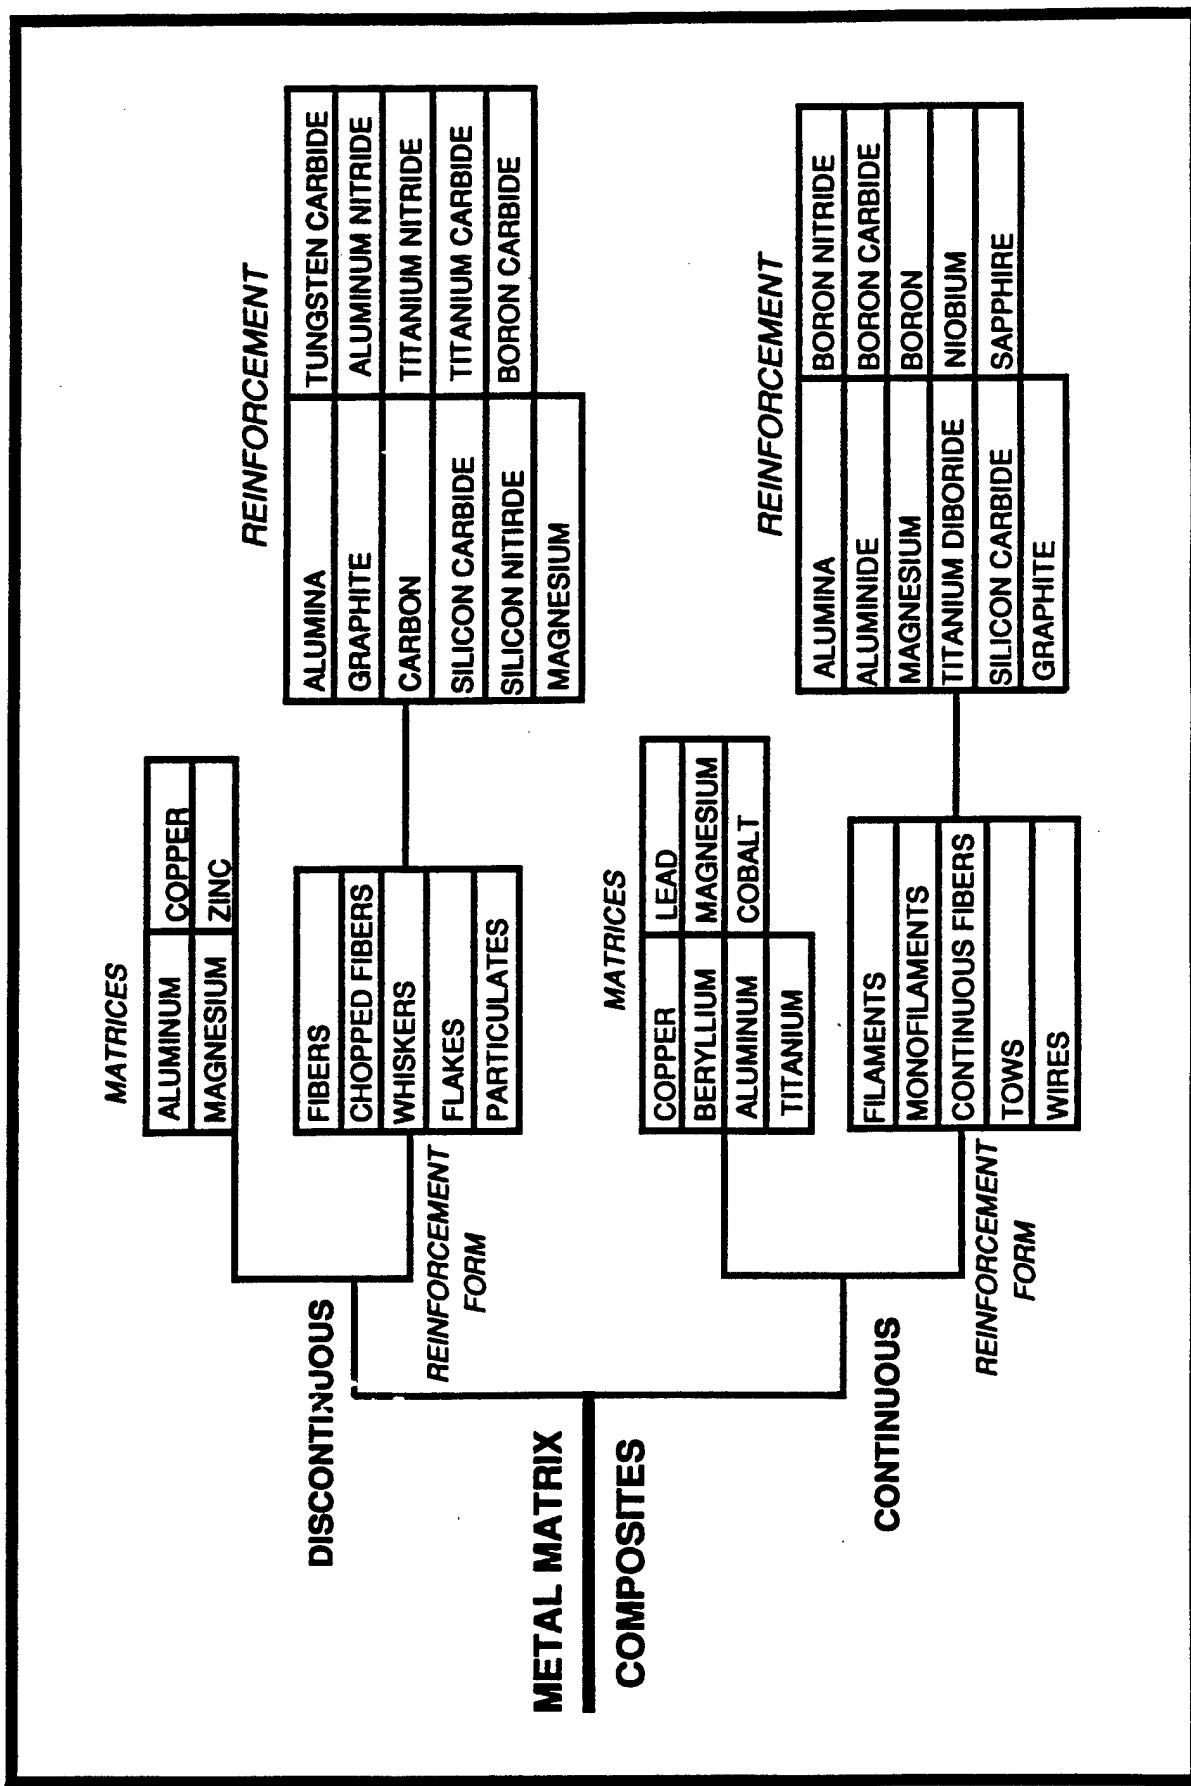 METAL MATRIX
COMPOSITES
DISCONTINUOUS
MATRICES
ALUMINUM COPPER
MAGNESIUM ZINC
REINFORCEMENT
FORM
FIBERS
CHOPPED FIBERS
WHISKERS
FLAKES
PARTICULATES
REINFORCEMENT
ALUMINA TUNGSTEN CARBIDE
GRAPHITE ALUMINUM NITRIDE
CARBON TITANIUM NITRIDE
SILICON CARBIDE TITANIUM CARBIDE
SILICON NITIRDE BORON CARBIDE
MAGNESIUM
CONTINUOUS
MATRICES
COPPER LEAD
BERYLLIUM MAGNESIUM
ALUMINUM COBALT
TITANIUM
REINFORCEMENT
FORM
FILAMENTS
MONOFILAMENTS
CONTINUOUS FIBERS
TOWS
WIRES
REINFORCEMENT
ALUMINA BORON NITRIDE
ALUMINIDE BORON CARBIDE
MAGNESIUM BORON
TITANIUM DIBORIDE NIOBIUM
SILICON CARBIDE SAPPHIRE
GRAPHITE